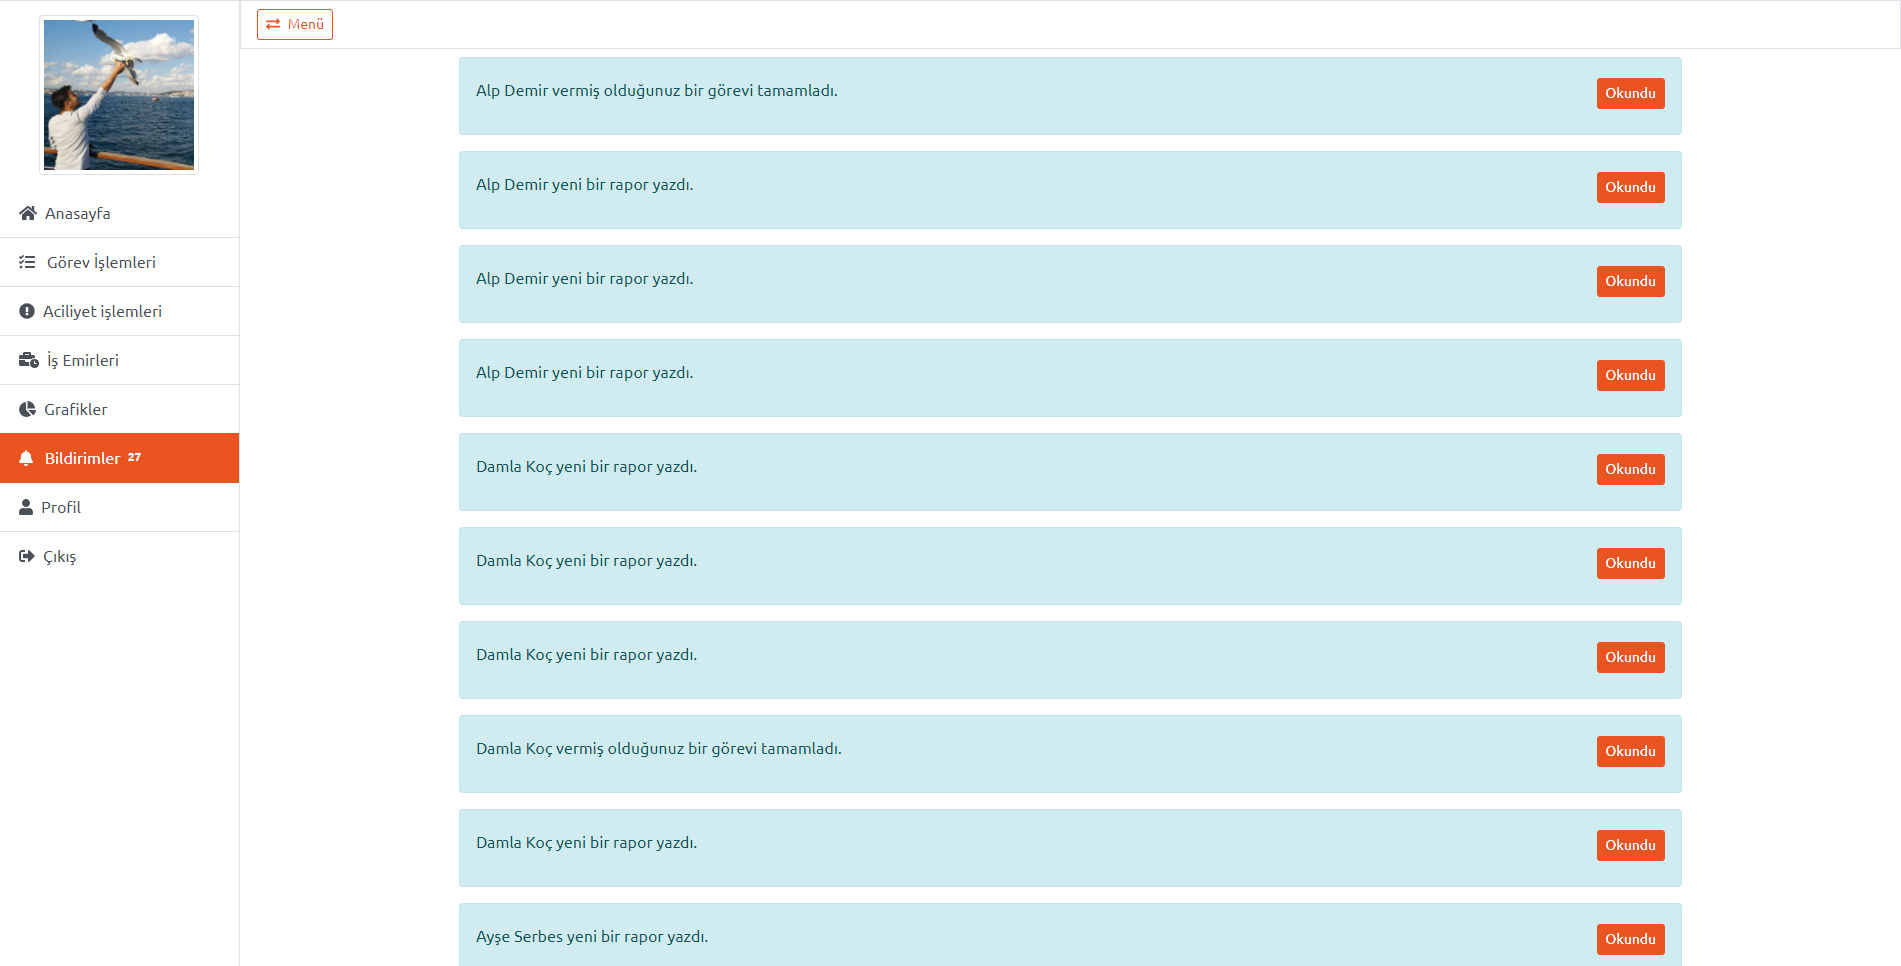 Menü
Anasayfa
Görev İşlemleri
Aciliyet işlemleri
İş Emirleri
Grafikler
Bildirimler 27
Profil
Çıkış
Alp Demir vermiş olduğunuz bir görevi tamamladı. Okundu
Alp Demir yeni bir rapor yazdı. Okundu
Alp Demir yeni bir rapor yazdı. Okundu
Alp Demir yeni bir rapor yazdı. Okundu
Damla Koç yeni bir rapor yazdı. Okundu
Damla Koç yeni bir rapor yazdı. Okundu
Damla Koç yeni bir rapor yazdı. Okundu
Damla Koç vermiş olduğunuz bir görevi tamamladı. Okundu
Damla Koç yeni bir rapor yazdı. Okundu
Ayşe Serbes yeni bir rapor yazdı. Okundu